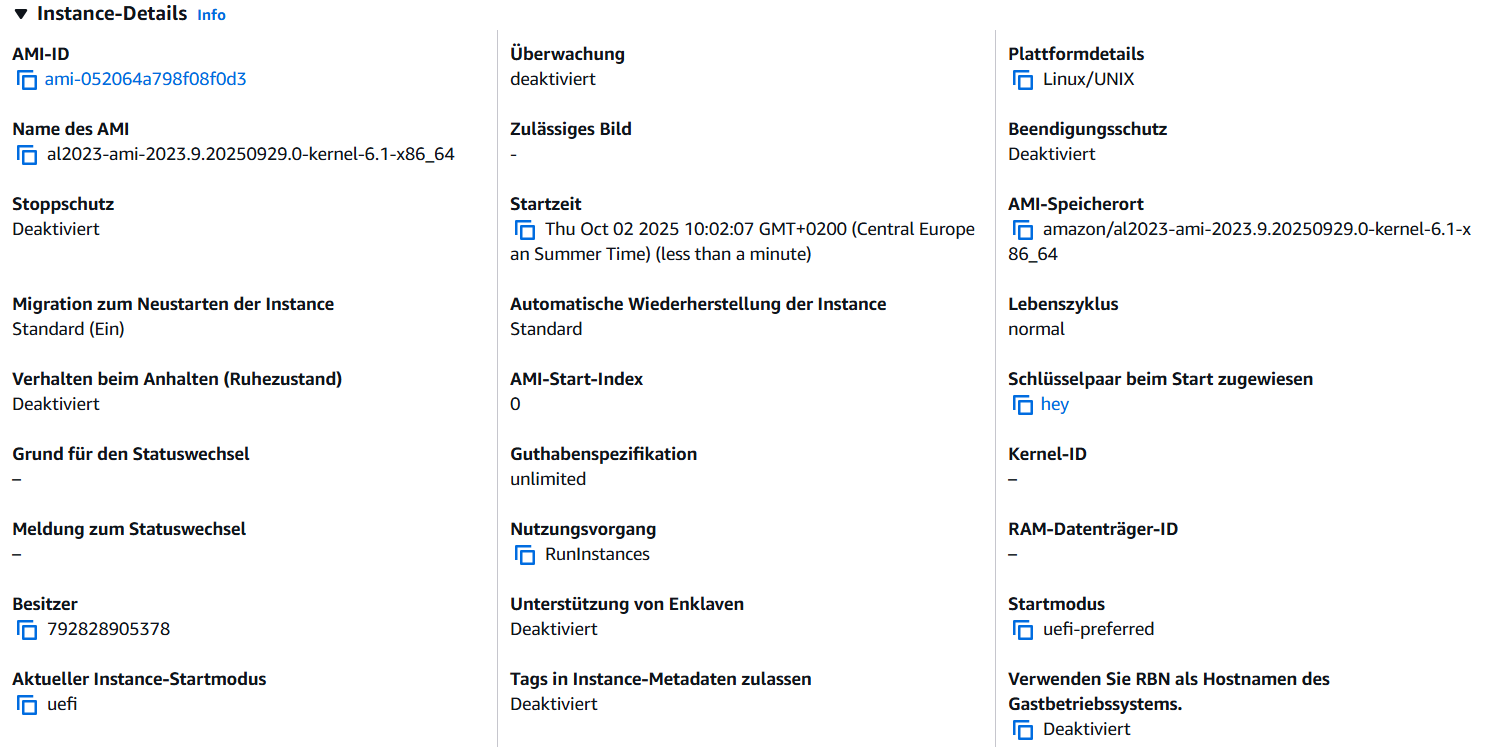 Instance-Details Info
AMI-ID
ami-052064a798f08f0d3
Überwachung
deaktiviert
Plattformdetails
Linux/UNIX
Name des AMI
al2023-ami-2023.9.20250929.0-kernel-6.1-x86_64
Zulässiges Bild
-
Beendigungsschutz
Deaktiviert
Stoppschutz
Deaktiviert
Startzeit
Thu Oct 02 2025 10:02:07 GMT+0200 (Central Europe
an Summer Time) (less than a minute)
AMI-Speicherort
amazon/al2023-ami-2023.9.20250929.0-kernel-6.1-x
86_64
Migration zum Neustarten der Instance
Standard (Ein)
Automatische Wiederherstellung der Instance
Standard
Lebenszyklus
normal
Verhalten beim Anhalten (Ruhezustand)
Deaktiviert
AMI-Start-Index
0
Schlüsselpaar beim Start zugewiesen
hey
Grund für den Statuswechsel
–
Guthabenspezifikation
unlimited
Kernel-ID
–
Meldung zum Statuswechsel
–
Nutzungsvorgang
RunInstances
RAM-Datenträger-ID
–
Besitzer
792828905378
Unterstützung von Enklaven
Deaktiviert
Startmodus
uefi-preferred
Aktueller Instance-Startmodus
uefi
Tags in Instance-Metadaten zulassen
Deaktiviert
Verwenden Sie RBN als Hostnamen des
Gastbetriebssystems.
Deaktiviert